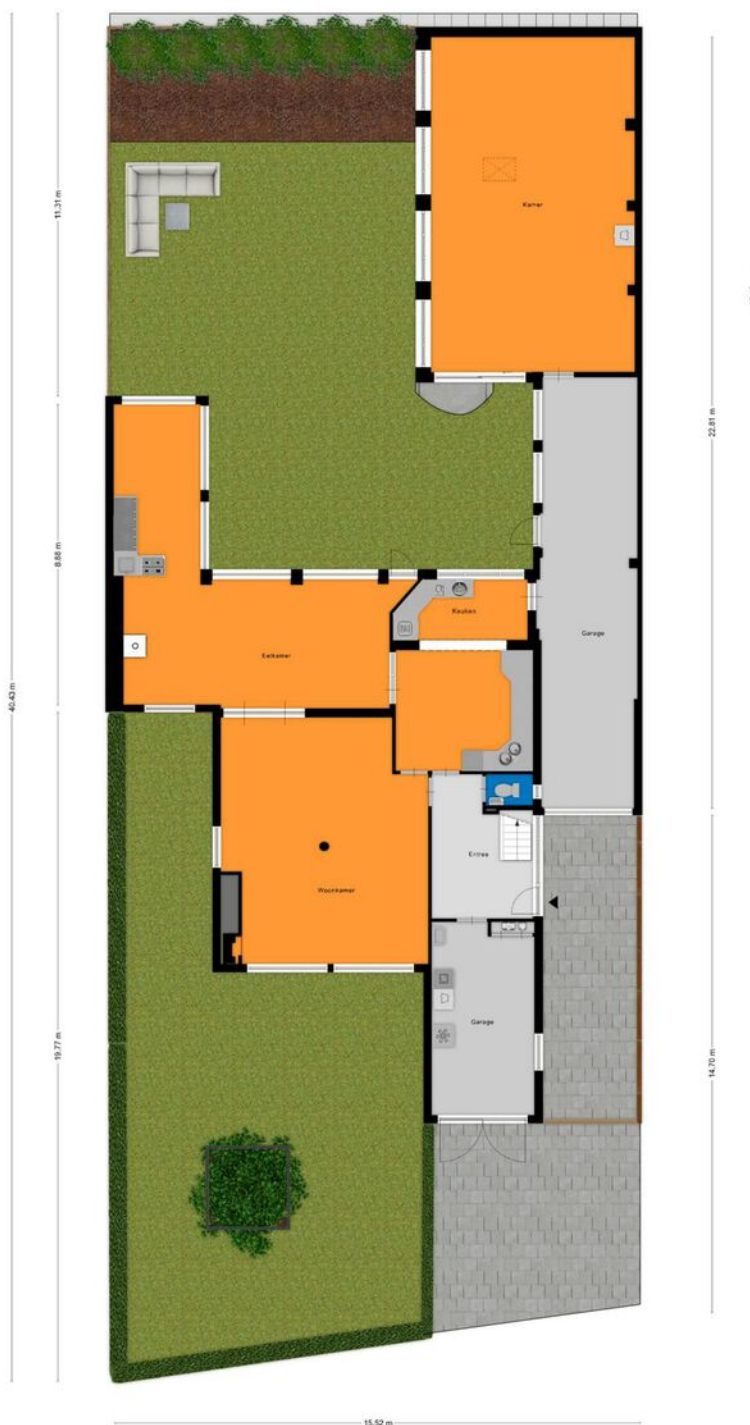 Kamer
11.31 m
22.81 m
8.88 m
Keuken
Garage
Eetkamer
40.43 m
Entree
Woonkamer
Garage
19.77 m
14.70 m
15.52 m